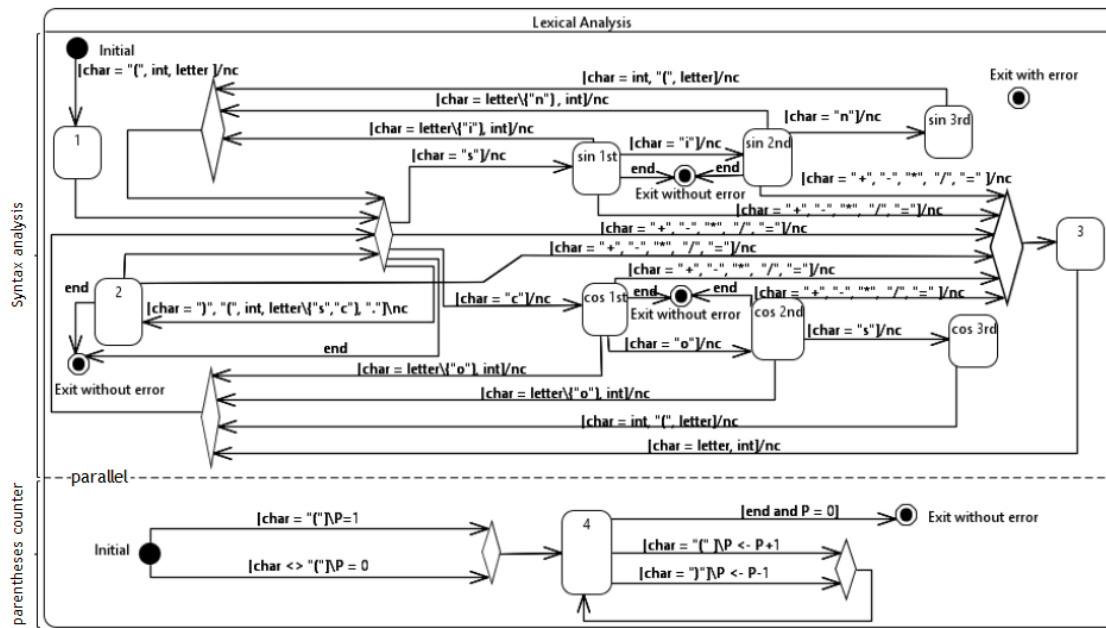 Lexical Analysis
Initial
[char = "(", int, letter ]/nc
[char = int, "(", letter]/nc
Exit with error
[char = letter\{"n"}, int]/nc
[char = "n"]/nc
sin 3rd
1
[char = letter\{"i"}, int]/nc
[char = "i"]/nc
sin 2nd
[char = "s"]/nc
sin 1st
end
end
Exit without error
[char = "+", "-", "*", "/", "=" ]/nc
[char = "+", "-", "*", "/", "="]/nc
[char = "+", "-", "*", "/", "="]/nc
3
[char = "+", "-", "*", "/", "="]/nc
Syntax analysis
[char = "+", "-", "*", "/", "="]/nc
end
2
[char = "c"]/nc
cos 1st
end
end
[char = "+", "-", "*", "/", "=" ]/nc
[char = ")", "(", int, letter\{"s","c"}, "."]\nc
Exit without error
cos 2nd
[char = "s"]/nc
cos 3rd
end
[char = "o"]/nc
Exit without error
[char = letter\{"o"}, int]/nc
[char = letter\{"o"}, int]/nc
[char = int, "(", letter]/nc
[char = letter, int]/nc
parallel
parentheses counter
[char = "("]\P=1
4
[end and P = 0]
Exit without error
Initial
[char = "(" ]\P <- P+1
[char <> "("]\P = 0
[char = ")"]\P <- P-1